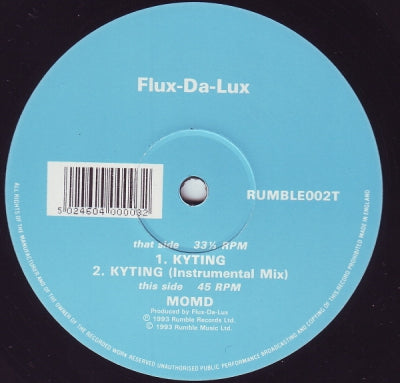 Flux-Da-Lux
5 024604 000032
RUMBLE002T
that side 33⅓ RPM
1. KYTING
2. KYTING (Instrumental Mix)
this side 45 RPM
MOMD
Produced by Flux-Da-Lux
℗ 1993 Rumble Records Ltd.
© 1993 Rumble Music Ltd.
ALL RIGHTS OF THE MANUFACTURER AND OF THE OWNER OF THE RECORDED WORK RESERVED UNAUTHORISED PUBLIC PERFORMANCE BROADCASTING AND COPYING OF THIS RECORD PROHIBITED MADE IN ENGLAND